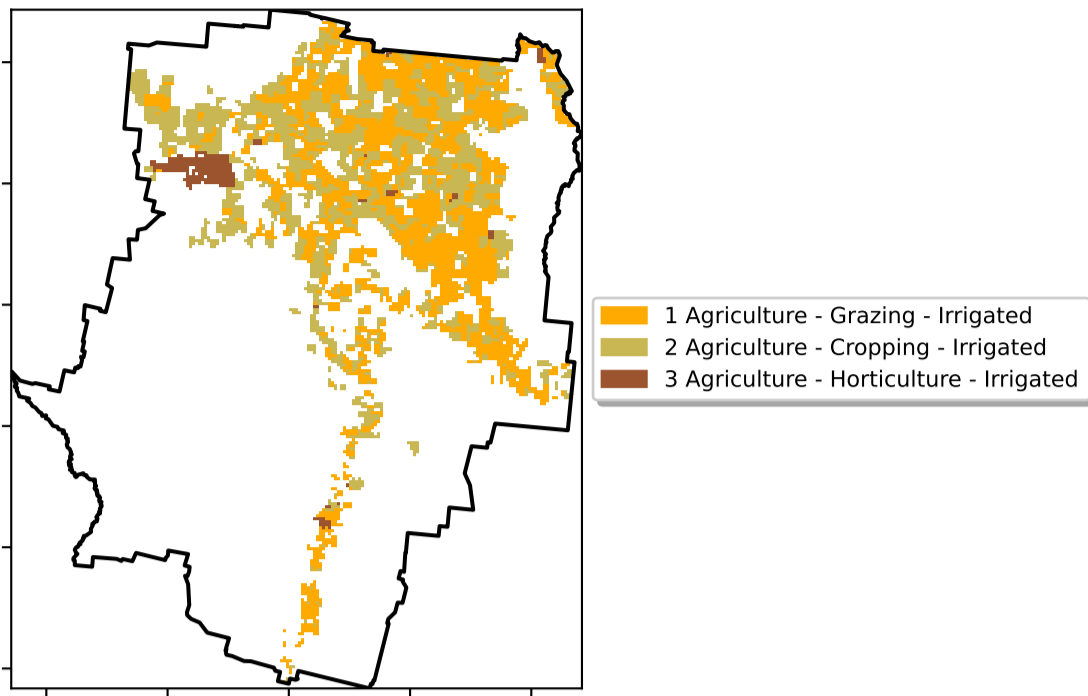 1 Agriculture - Grazing - Irrigated
2 Agriculture - Cropping - Irrigated
3 Agriculture - Horticulture - Irrigated